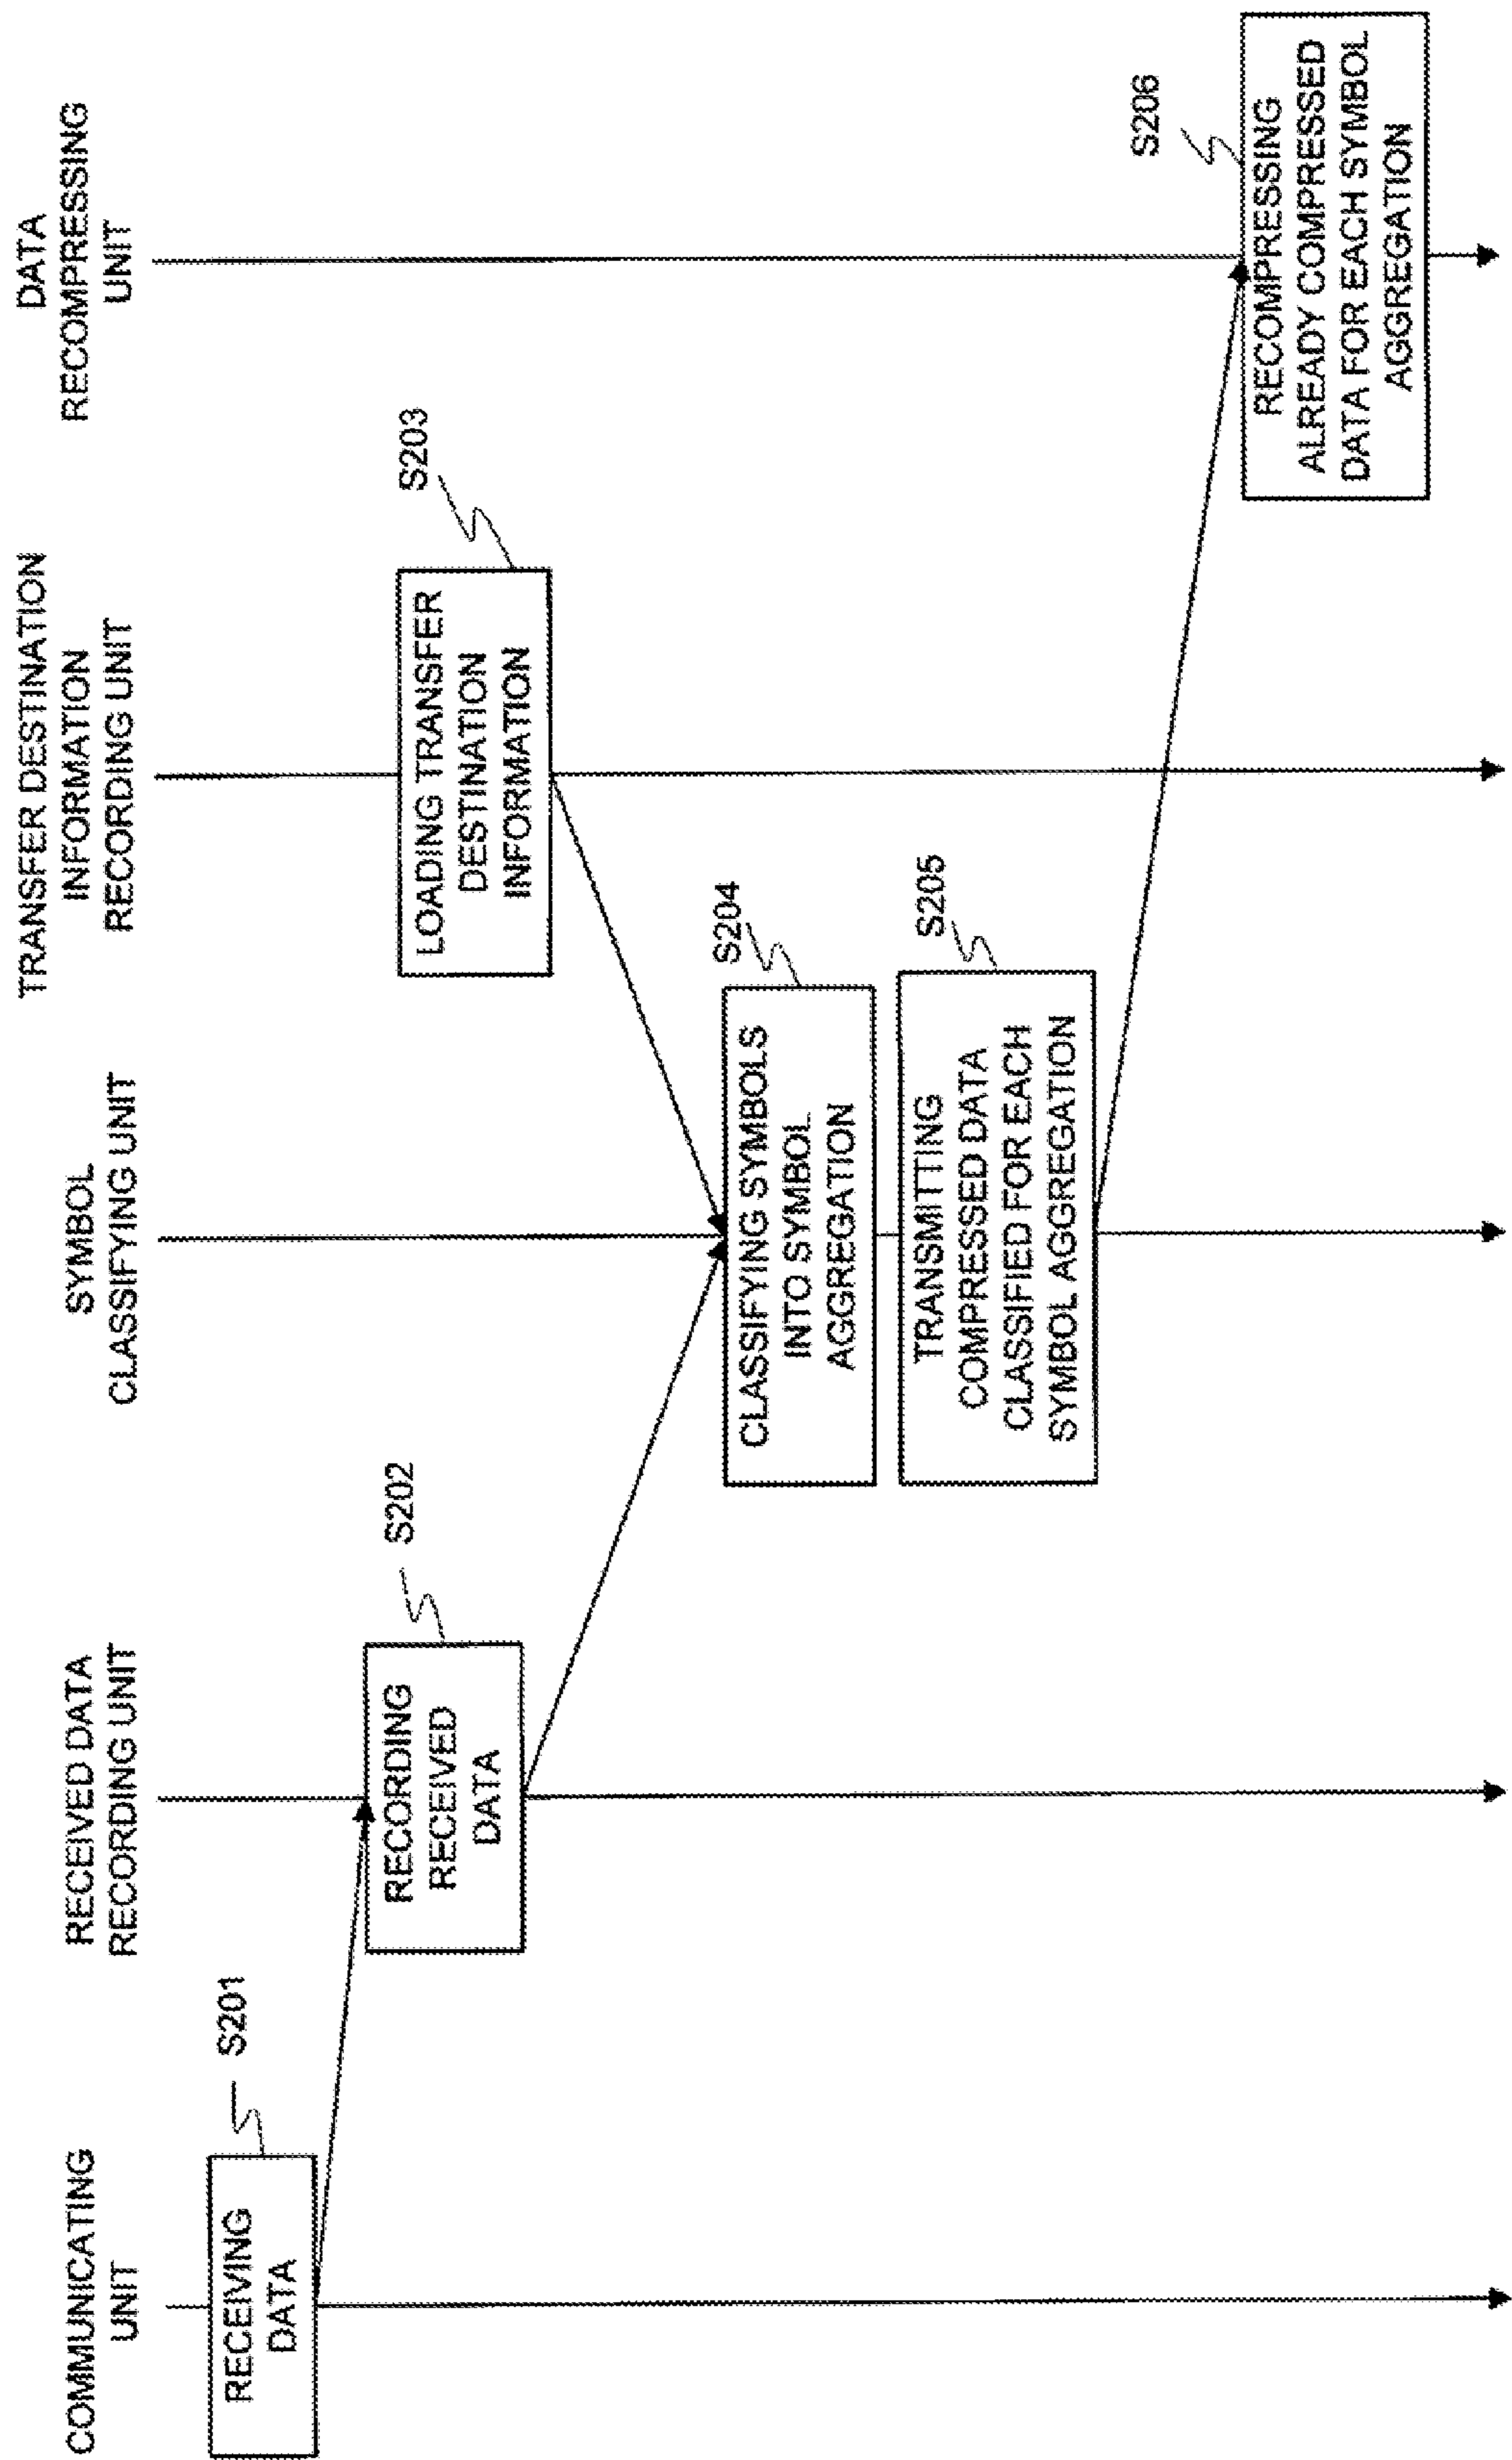 COMMUNICATING
UNIT
RECEIVED DATA
RECORDING UNIT
SYMBOL
CLASSIFYING UNIT
TRANSFER DESTINATION
INFORMATION
RECORDING UNIT
DATA
RECOMPRESSING
UNIT
S201
RECEIVING
DATA
S202
RECORDING
RECEIVED
DATA
S203
LOADING TRANSFER
DESTINATION
INFORMATION
S204
CLASSIFYING SYMBOLS
INTO SYMBOL
AGGREGATION
S205
TRANSMITTING
COMPRESSED DATA
CLASSIFIED FOR EACH
SYMBOL AGGREGATION
S206
RECOMPRESSING
ALREADY COMPRESSED
DATA FOR EACH SYMBOL
AGGREGATION